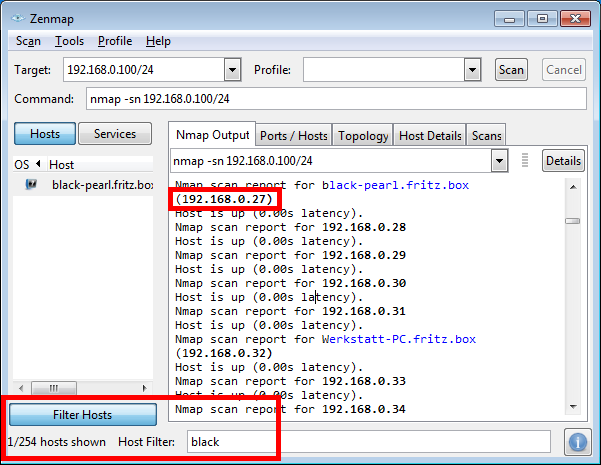 Zenmap
Scan Tools Profile Help
Target: 192.168.0.100/24 Profile: Scan Cancel
Command: nmap -sn 192.168.0.100/24
Hosts Services
OS Host
black-pearl.fritz.box
Nmap Output Ports / Hosts Topology Host Details Scans
nmap -sn 192.168.0.100/24 Details
Nmap scan report for black-pearl.fritz.box
(192.168.0.27)
Host is up (0.00s latency).
Nmap scan report for 192.168.0.28
Host is up (0.00s latency).
Nmap scan report for 192.168.0.29
Host is up (0.00s latency).
Nmap scan report for 192.168.0.30
Host is up (0.00s latency).
Nmap scan report for 192.168.0.31
Host is up (0.00s latency).
Nmap scan report for Werkstatt-PC.fritz.box
(192.168.0.32)
Host is up (0.00s latency).
Nmap scan report for 192.168.0.33
Host is up (0.00s latency).
Nmap scan report for 192.168.0.34
Filter Hosts
1/254 hosts shown Host Filter: black